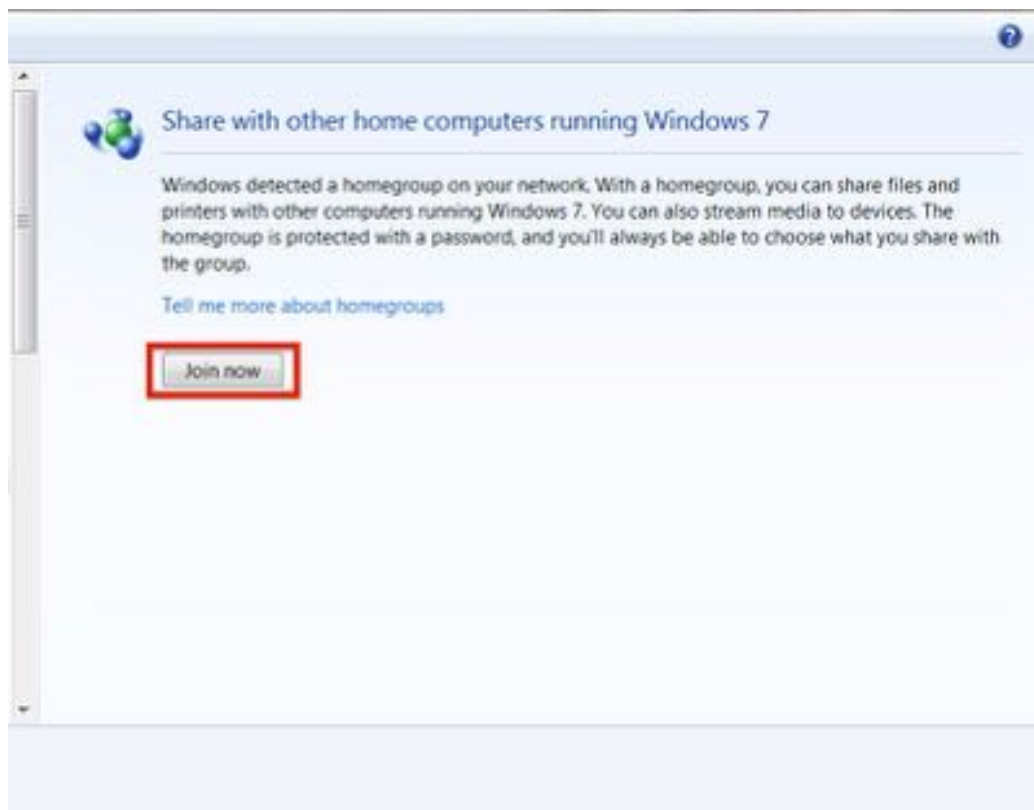 Share with other home computers running Windows 7
Windows detected a homegroup on your network. With a homegroup, you can share files and
printers with other computers running Windows 7. You can also stream media to devices. The
homegroup is protected with a password, and you'll always be able to choose what you share with
the group.
Tell me more about homegroups
Join now